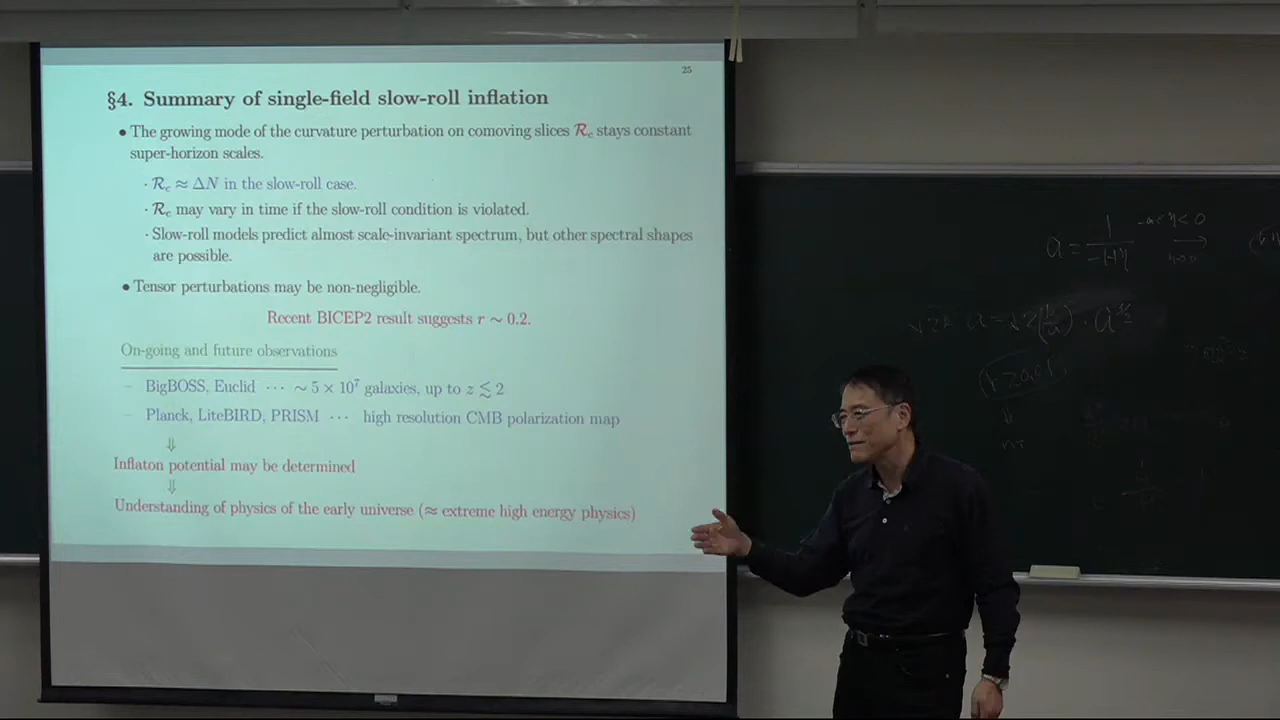 25
§4. Summary of single-field slow-roll inflation
• The growing mode of the curvature perturbation on comoving slices ℛc stays constant
super-horizon scales.
· ℛc ≈ ΔN in the slow-roll case.
· ℛc may vary in time if the slow-roll condition is violated.
· Slow-roll models predict almost scale-invariant spectrum, but other spectral shapes
are possible.
• Tensor perturbations may be non-negligible.
Recent BICEP2 result suggests r ∼ 0.2.
On-going and future observations
– BigBOSS, Euclid ··· ∼ 5 × 10⁷ galaxies, up to z ≲ 2
– Planck, LiteBIRD, PRISM ··· high resolution CMB polarization map
⇓
Inflaton potential may be determined
⇓
Understanding of physics of the early universe (≈ extreme high energy physics)
a = 1/-Hη